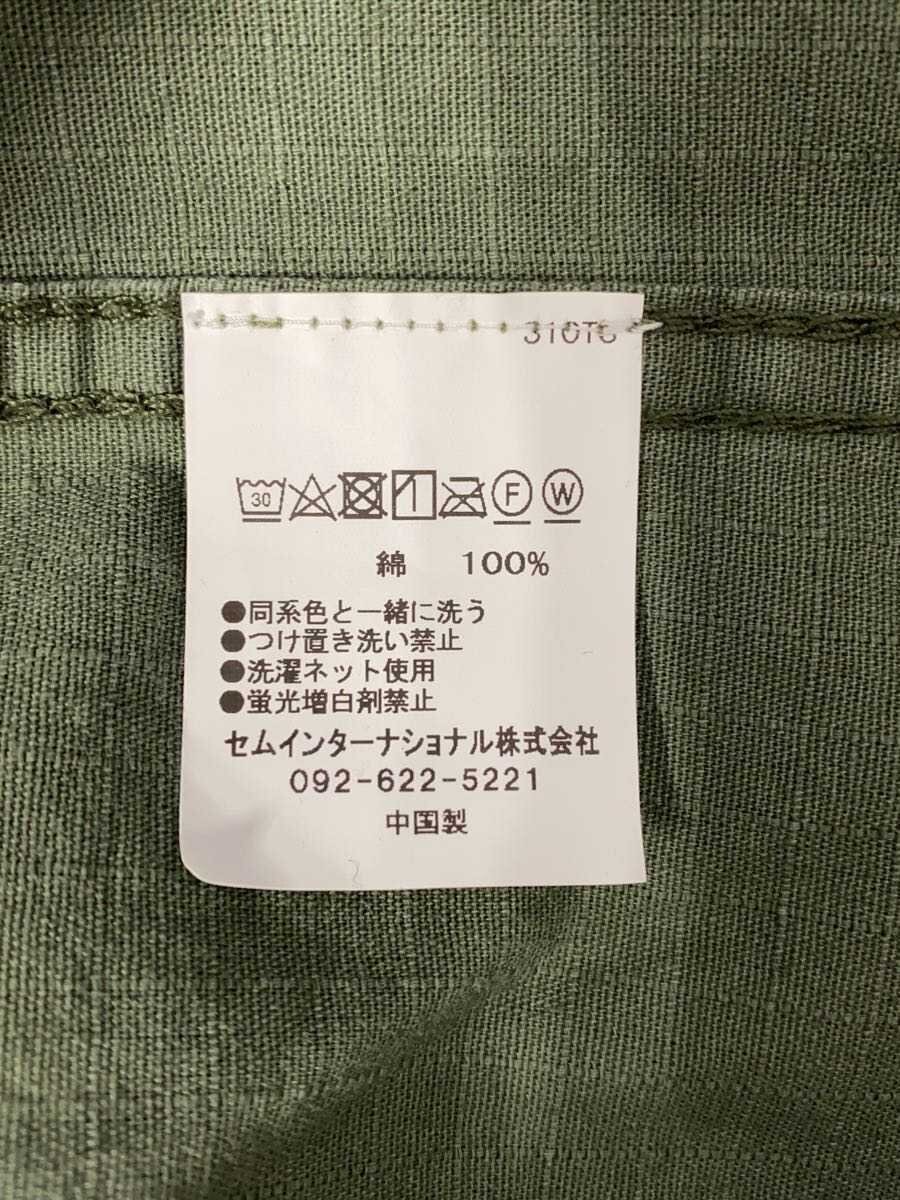 30 F W
綿 100%
●同系色と一緒に洗う
●つけ置き洗い禁止
●洗濯ネット使用
●蛍光増白剤禁止
セムインターナショナル株式会社
092-622-5221
中国製